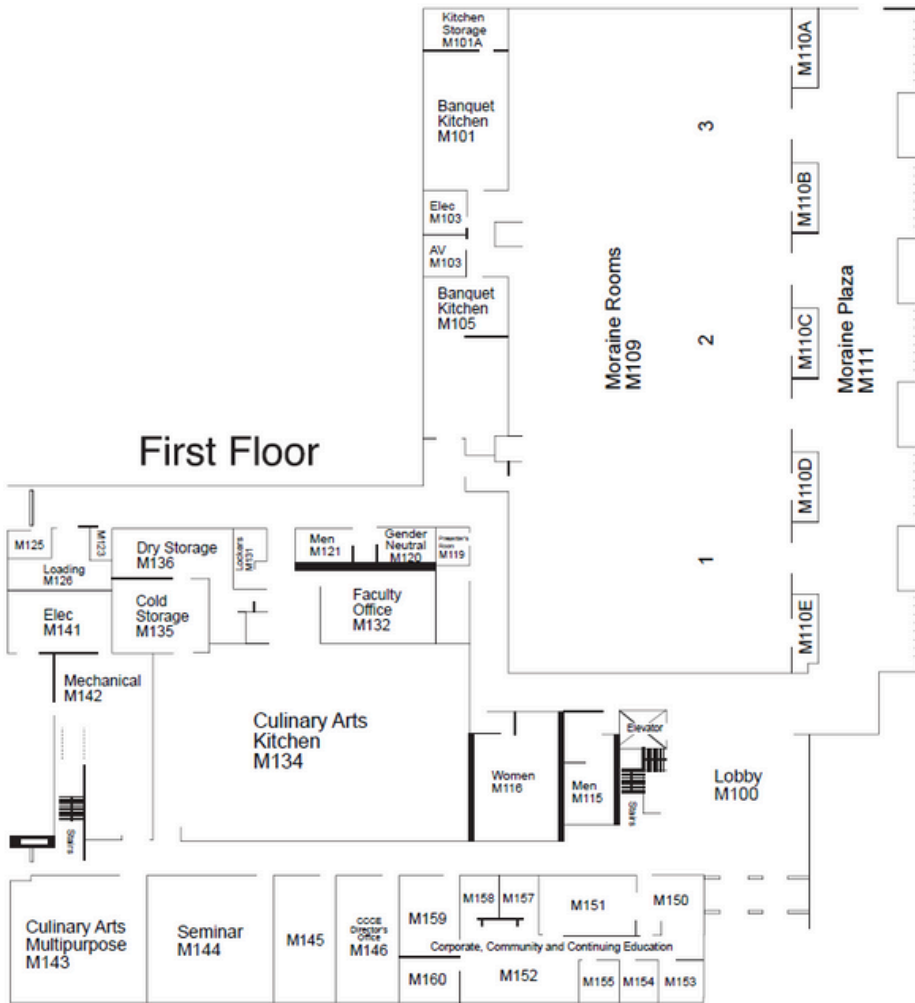 Kitchen
Storage
M101A
M110A
Banquet
Kitchen
M101
3
Elec
M103
M110B
AV
M103
Banquet
Kitchen
M105
Moraine Rooms
M109
2
M110C
Moraine Plaza
M111
First Floor
M110D
M125
M123
Dry Storage
M136
Lockers
M131
Men
M121
Gender
Neutral
M120
Presenter's
Room
M119
1
Loading
M126
Elec
M141
Cold
Storage
M135
Faculty
Office
M132
M110E
Mechanical
M142
Culinary Arts
Kitchen
M134
Women
M116
Men
M115
Elevator
Stairs
Lobby
M100
Stairs
Culinary Arts
Multipurpose
M143
Seminar
M144
M145
CCCE
Director's
Office
M146
M159
M158
M157
M151
M150
Corporate, Community and Continuing Education
M160
M152
M155
M154
M153